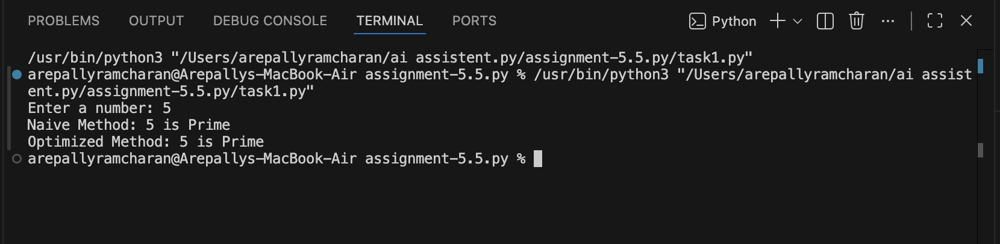 PROBLEMS OUTPUT DEBUG CONSOLE TERMINAL PORTS Python
/usr/bin/python3 "/Users/arepallyramcharan/ai assistent.py/assignment-5.5.py/task1.py"
arepallyramcharan@Arepallys-MacBook-Air assignment-5.5.py % /usr/bin/python3 "/Users/arepallyramcharan/ai assist
ent.py/assignment-5.5.py/task1.py"
Enter a number: 5
Naive Method: 5 is Prime
Optimized Method: 5 is Prime
arepallyramcharan@Arepallys-MacBook-Air assignment-5.5.py %